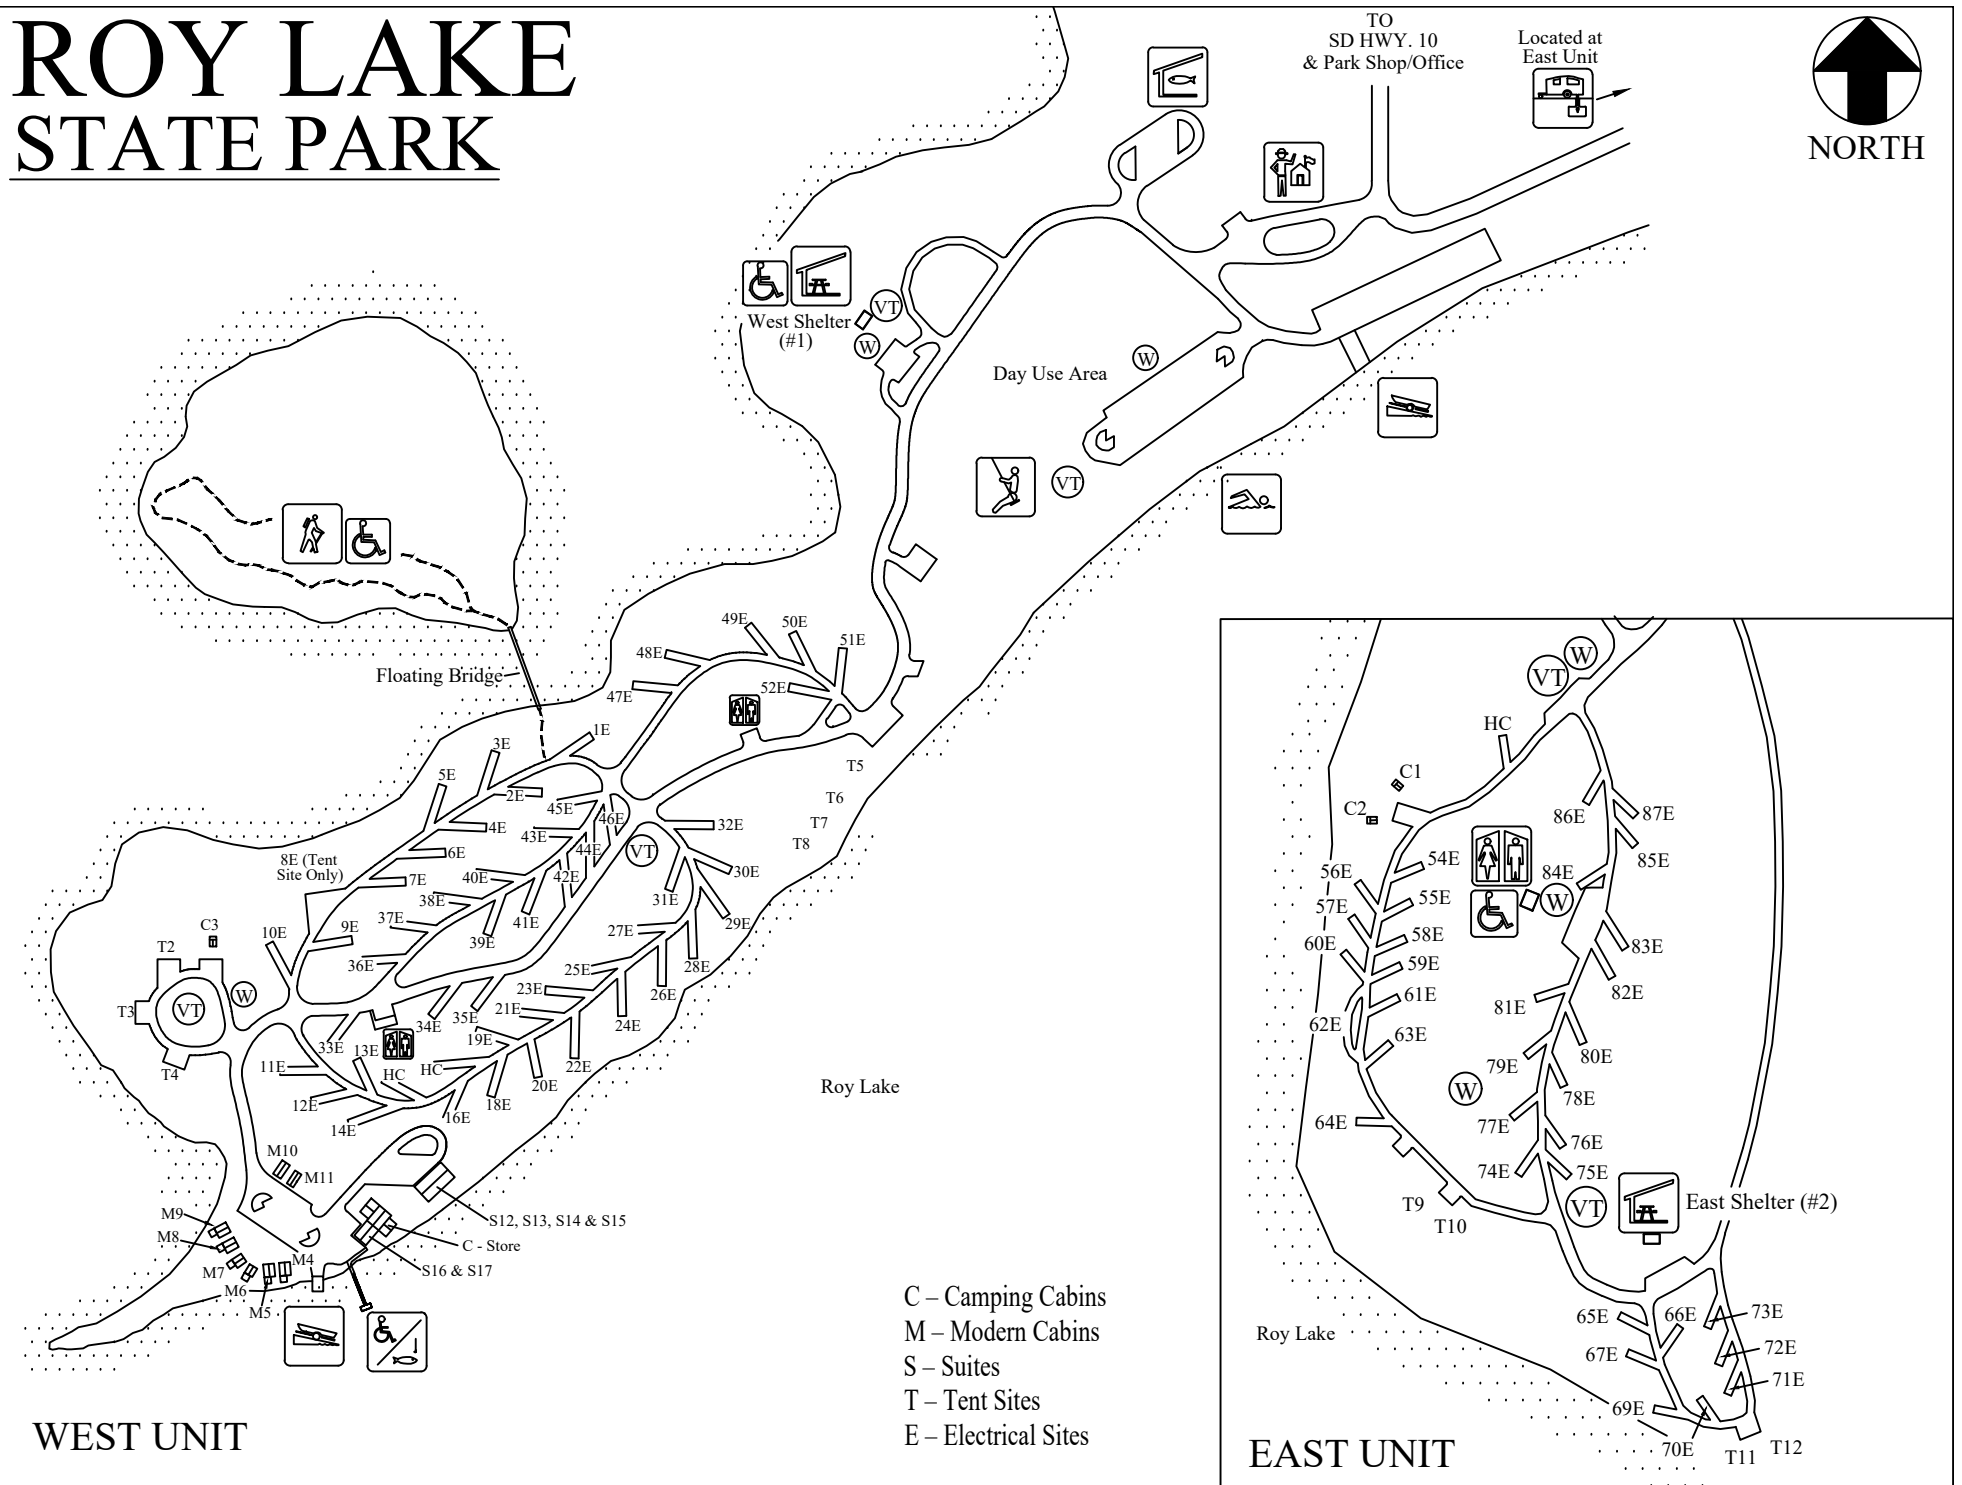 ROY LAKE
STATE PARK
TO
SD HWY. 10
& Park Shop/Office
Located at
East Unit
NORTH
West Shelter
(#1)
VT
W
Day Use Area
W
VT
Floating Bridge
49E
50E
51E
48E
47E
52E
1E
3E
5E
2E
45E
46E
4E
43E
44E
32E
VT
6E
8E (Tent
Site Only)
7E
40E
42E
30E
38E
31E
37E
41E
29E
39E
27E
9E
10E
36E
28E
25E
26E
23E
21E
24E
34E
35E
19E
33E
13E
22E
11E
HC
HC
20E
12E
18E
16E
14E
T5
T6
T7
T8
C3
T2
W
VT
T3
T4
M10
M11
M9
M8
M7
M6
M5
M4
S12, S13, S14 & S15
C - Store
S16 & S17
Roy Lake
C – Camping Cabins
M – Modern Cabins
S – Suites
T – Tent Sites
E – Electrical Sites
WEST UNIT
W
VT
HC
C1
C2
86E
87E
85E
54E
56E
84E
W
55E
57E
58E
60E
83E
59E
61E
82E
81E
62E
63E
80E
79E
W
78E
64E
77E
76E
74E
75E
VT
East Shelter (#2)
T9
T10
65E
66E
73E
Roy Lake
67E
72E
71E
69E
70E
T11
T12
EAST UNIT